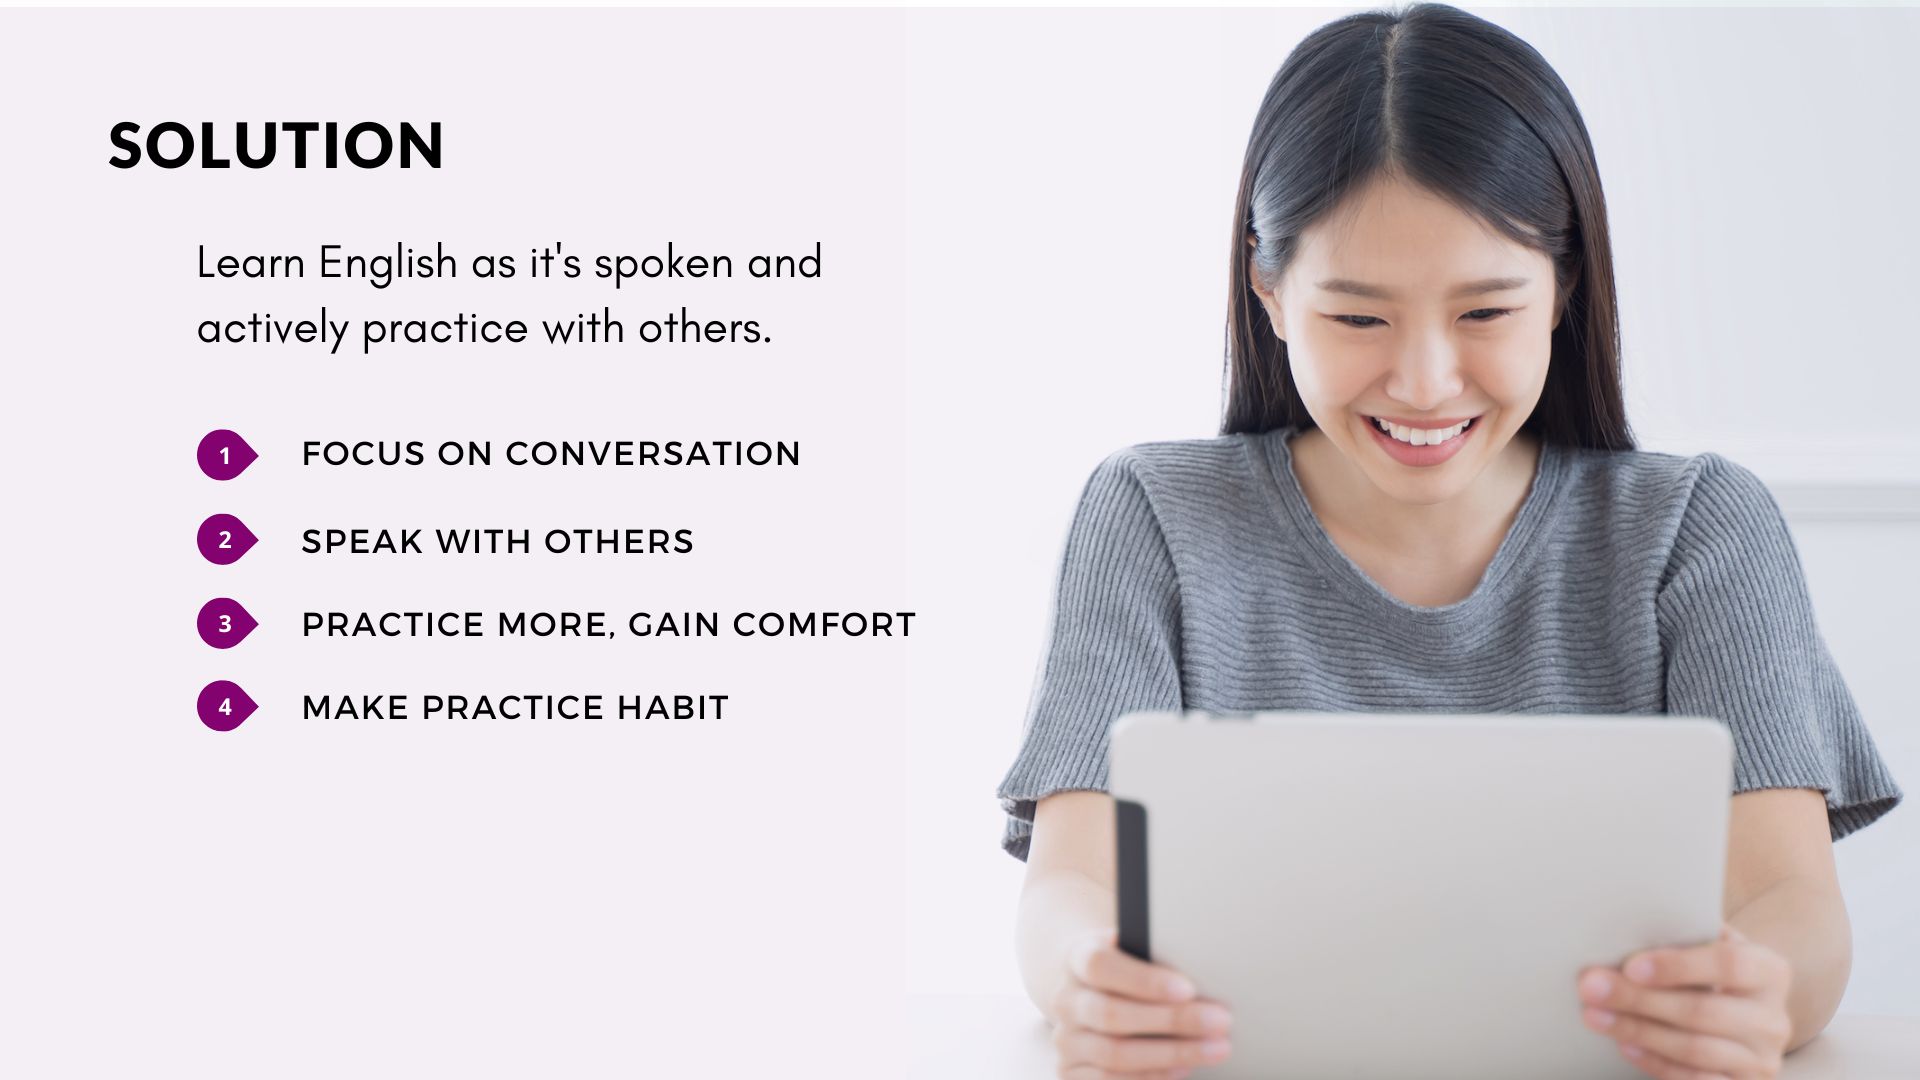 SOLUTION
Learn English as it's spoken and
actively practice with others.
1 FOCUS ON CONVERSATION
2 SPEAK WITH OTHERS
3 PRACTICE MORE, GAIN COMFORT
4 MAKE PRACTICE HABIT